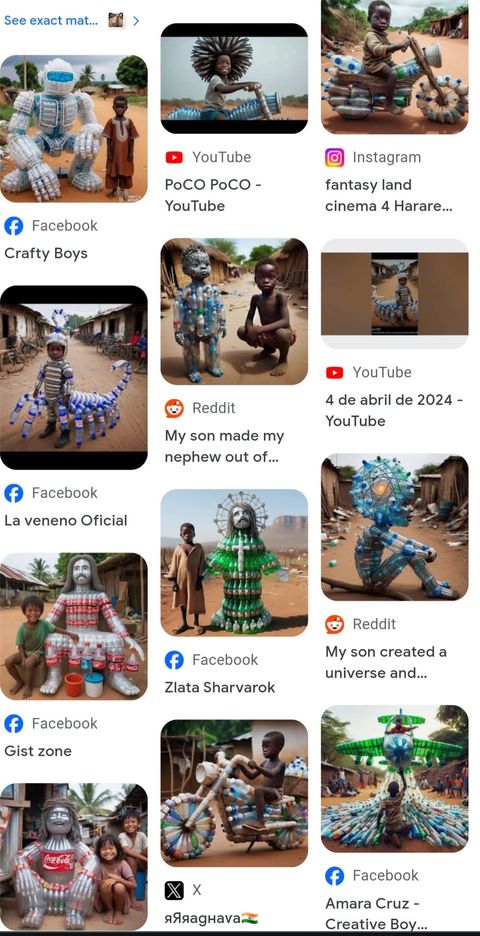 See exact mat...
Facebook
Crafty Boys
Facebook
La veneno Oficial
Facebook
Gist zone
Coca-Cola
YouTube
PoCO PoCO -
YouTube
Reddit
My son made my
nephew out of...
Facebook
Zlata Sharvarok
X
яЯяaghava🇮🇳
Instagram
fantasy land
cinema 4 Harare...
YouTube
4 de abril de 2024 -
YouTube
Reddit
My son created a
universe and...
Facebook
Amara Cruz -
Creative Boy...